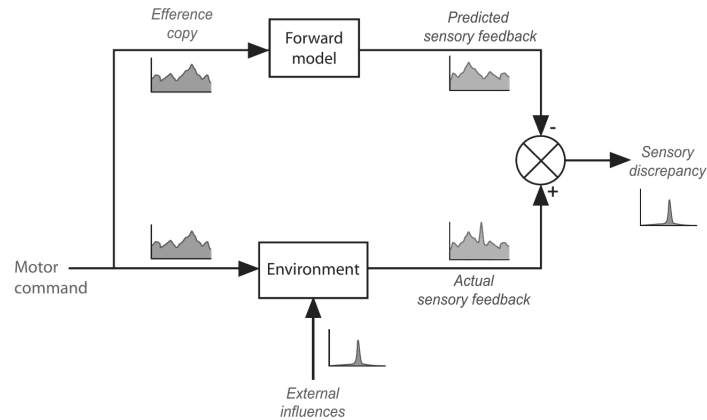 Efference
copy
Forward
model
Predicted
sensory feedback
-
Sensory
discrepancy
+
Motor
command
Environment
Actual
sensory feedback
External
influences